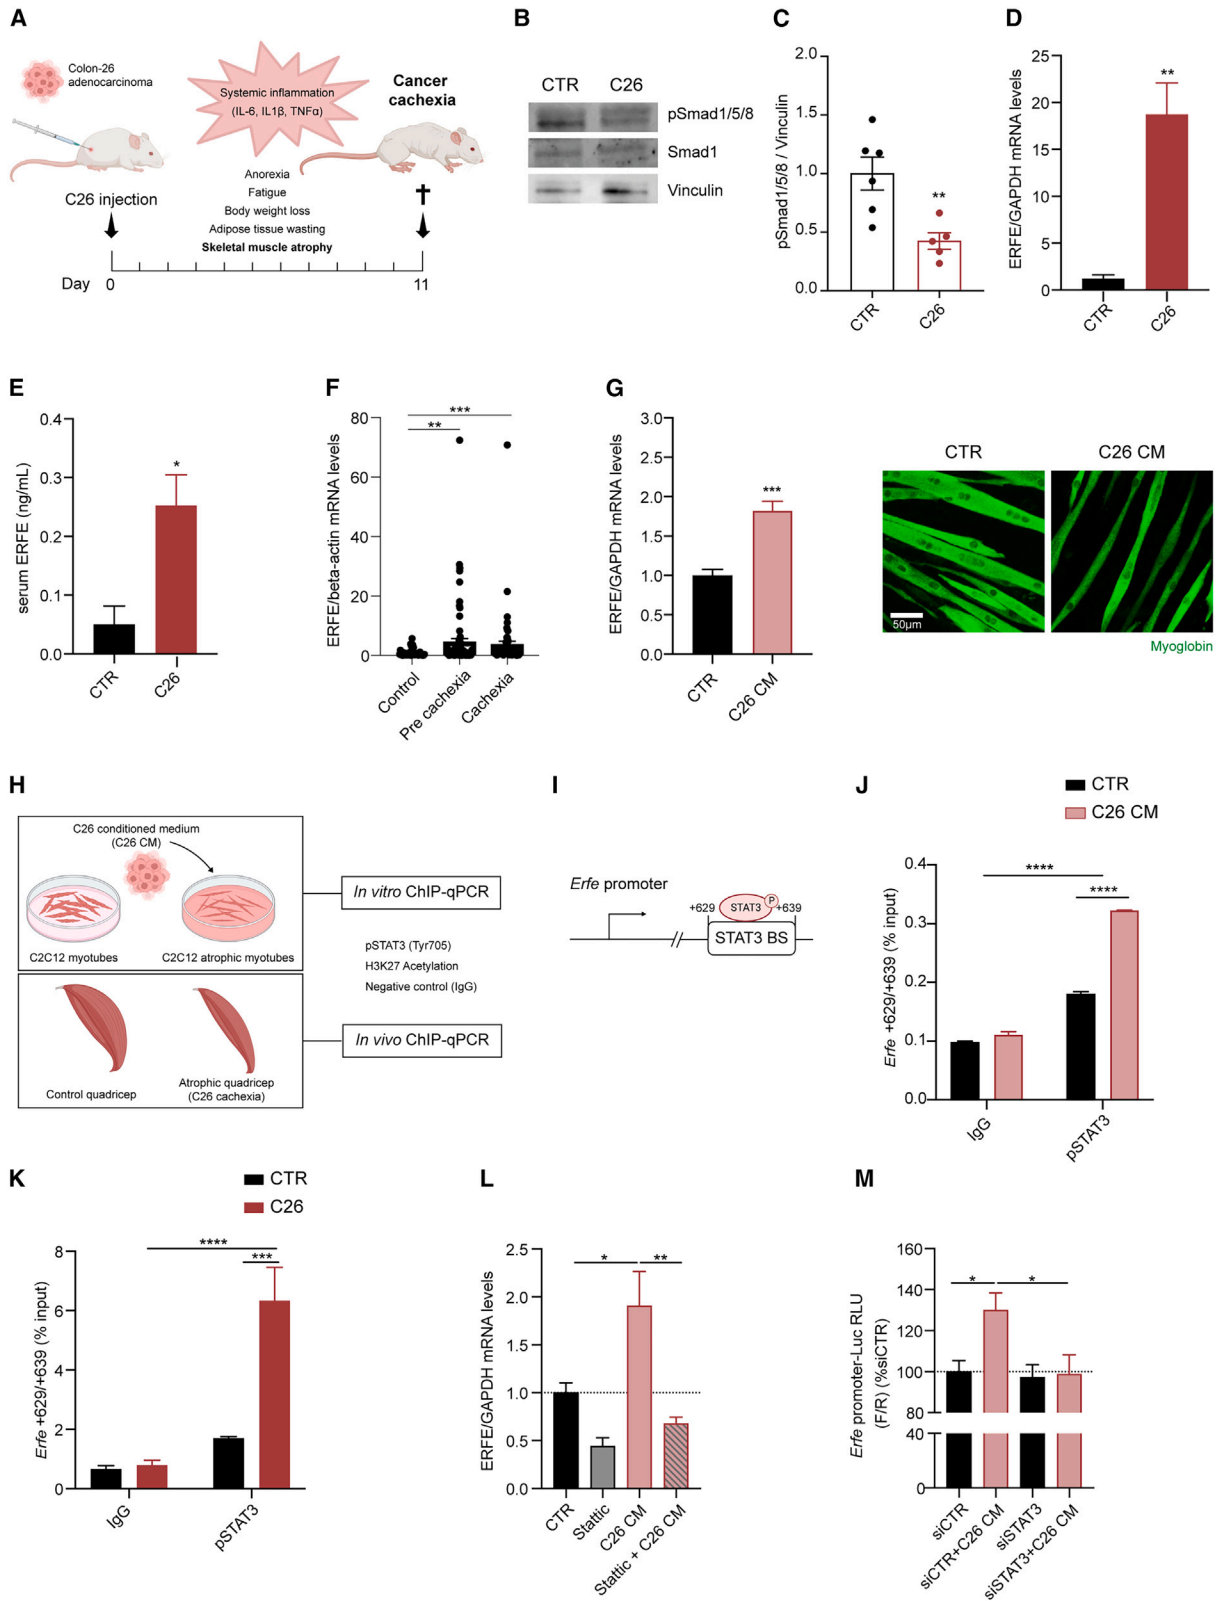 A
Colon-26
adenocarcinoma
Systemic inflammation
(IL-6, IL1β, TNFα)
Cancer
cachexia
C26 injection
Anorexia
Fatigue
Body weight loss
Adipose tissue wasting
Skeletal muscle atrophy
†
Day
0
11
B
CTR
C26
pSmad1/5/8
Smad1
Vinculin
C
pSmad1/5/8 / Vinculin
2.0
1.5
1.0
0.5
0.0
**
CTR
C26
D
ERFE/GAPDH mRNA levels
25
20
15
10
5
0
**
CTR
C26
E
serum ERFE (ng/mL)
0.4
0.3
0.2
0.1
0.0
*
CTR
C26
F
ERFE/beta-actin mRNA levels
80
60
40
20
0
***
**
Control
Pre cachexia
Cachexia
G
ERFE/GAPDH mRNA levels
3.0
2.5
2.0
1.5
1.0
0.5
0.0
***
CTR
C26 CM
CTR
C26 CM
50µm
Myoglobin
H
C26 conditioned medium
(C26 CM)
C2C12 myotubes
C2C12 atrophic myotubes
Control quadricep
Atrophic quadricep
(C26 cachexia)
In vitro ChIP-qPCR
pSTAT3 (Tyr705)
H3K27 Acetylation
Negative control (IgG)
In vivo ChIP-qPCR
I
Erfe promoter
+629
STAT3
P
+639
STAT3 BS
J
CTR
C26 CM
Erfe +629/+639 (% input)
0.4
0.3
0.2
0.1
0.0
****
****
IgG
pSTAT3
K
CTR
C26
Erfe +629/+639 (% input)
8
6
4
2
0
****
***
IgG
pSTAT3
L
ERFE/GAPDH mRNA levels
2.5
2.0
1.5
1.0
0.5
0.0
*
**
CTR
Stattic
C26 CM
Stattic + C26 CM
M
Erfe promoter-Luc RLU
(F/R) (%siCTR)
160
140
120
100
80
40
0
*
*
siCTR
siCTR+C26 CM
siSTAT3
siSTAT3+C26 CM